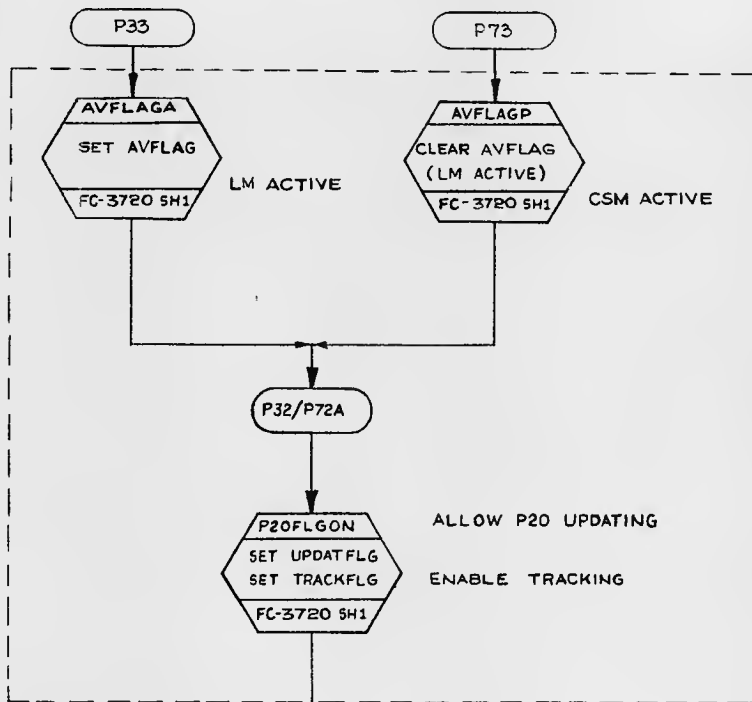 P33
P73
AVFLAGA
SET AVFLAG
FC-3720 SH1
LM ACTIVE
AVFLAGP
CLEAR AVFLAG
(LM ACTIVE)
FC-3720 SH1
CSM ACTIVE
P32/P72A
P20FLGON
SET UPDATFLG
SET TRACKFLG
FC-3720 SH1
ALLOW P20 UPDATING
ENABLE TRACKING